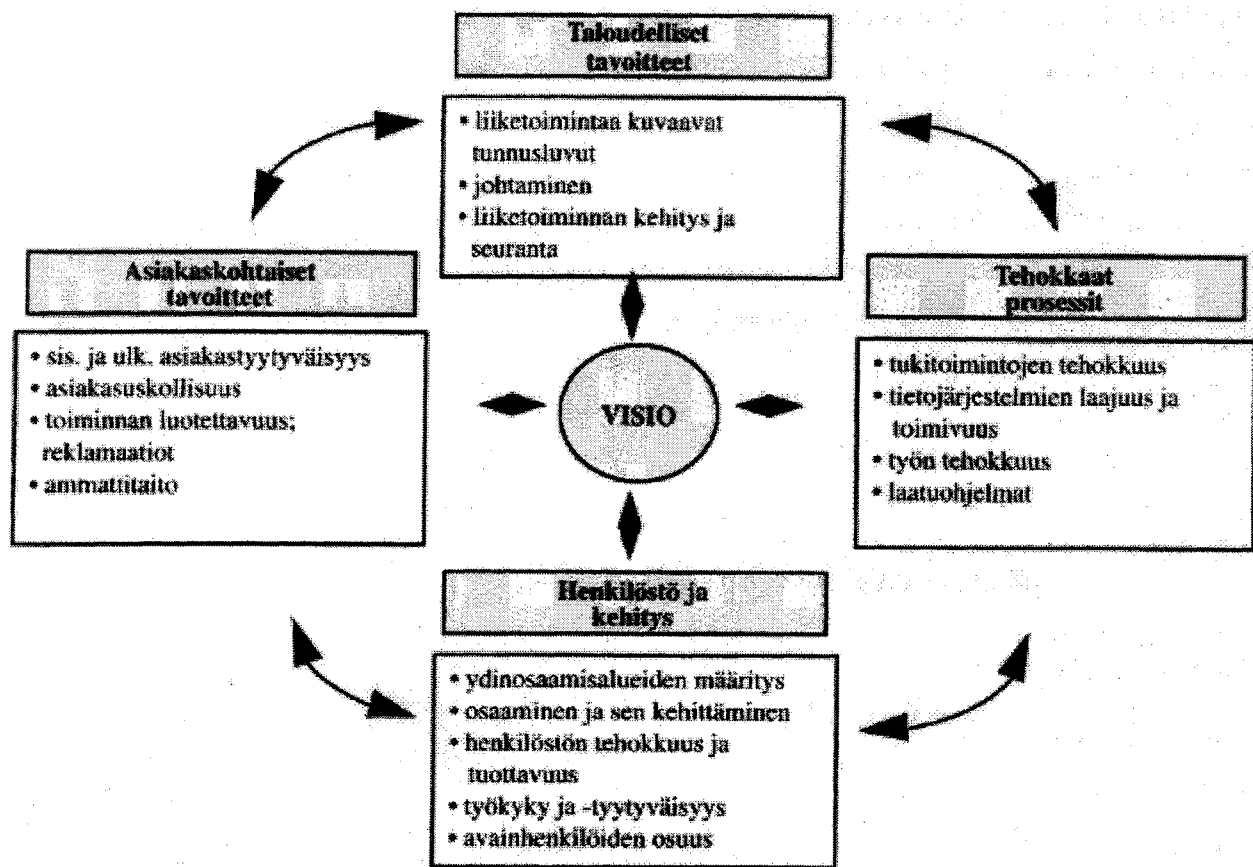 Taloudelliset
tavoitteet
• liiketoimintaa kuvaavat
tunnusluvut
• johtaminen
• liiketoiminnan kehitys ja
seuranta
Asiakaskohtaiset
tavoitteet
• sis. ja ulk. asiakastyytyväisyys
• asiakasuskollisuus
• toiminnan luotettavuus;
reklamaatiot
• ammattitaito
VISIO
Tehokkaat
prosessit
• tukitoimintojen tehokkuus
• tietojärjestelmien laajuus ja
toimivuus
• työn tehokkuus
• laatuohjelmat
Henkilöstö ja
kehitys
• ydinosaamisalueiden määritys
• osaaminen ja sen kehittäminen
• henkilöstön tehokkuus ja
tuottavuus
• työkyky ja -tyytyväisyys
• avainhenkilöiden osuus